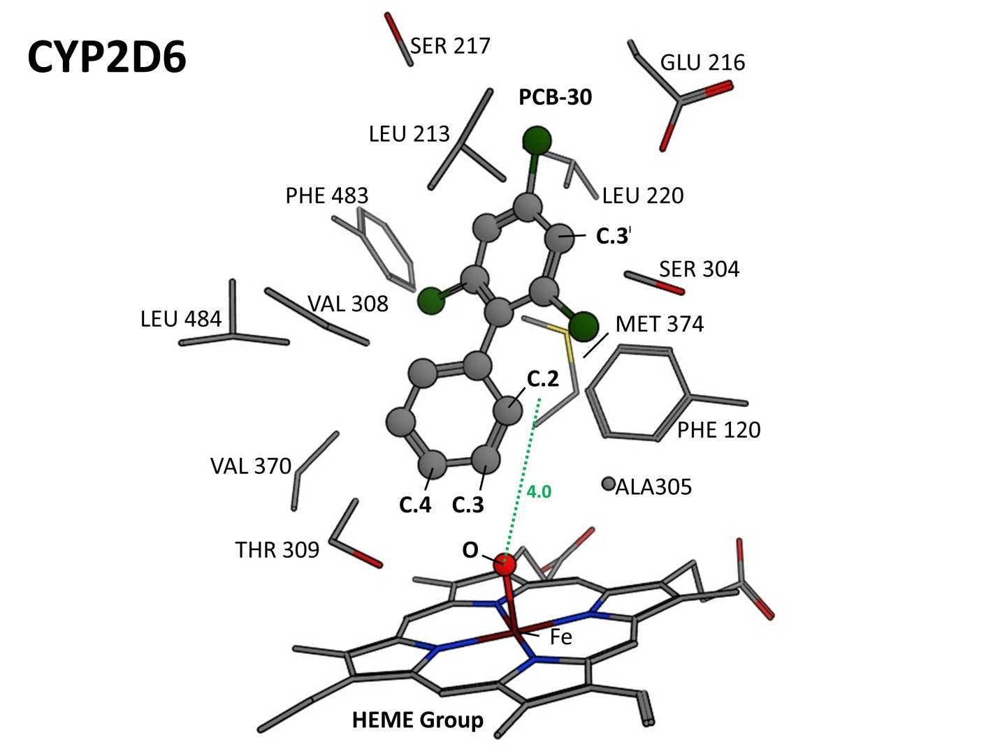 CYP2D6
SER 217
GLU 216
PCB-30
LEU 213
LEU 220
PHE 483
C.3ˡ
SER 304
VAL 308
LEU 484
MET 374
C.2
PHE 120
VAL 370
ALA305
4.0
C.4
C.3
THR 309
O
Fe
HEME Group